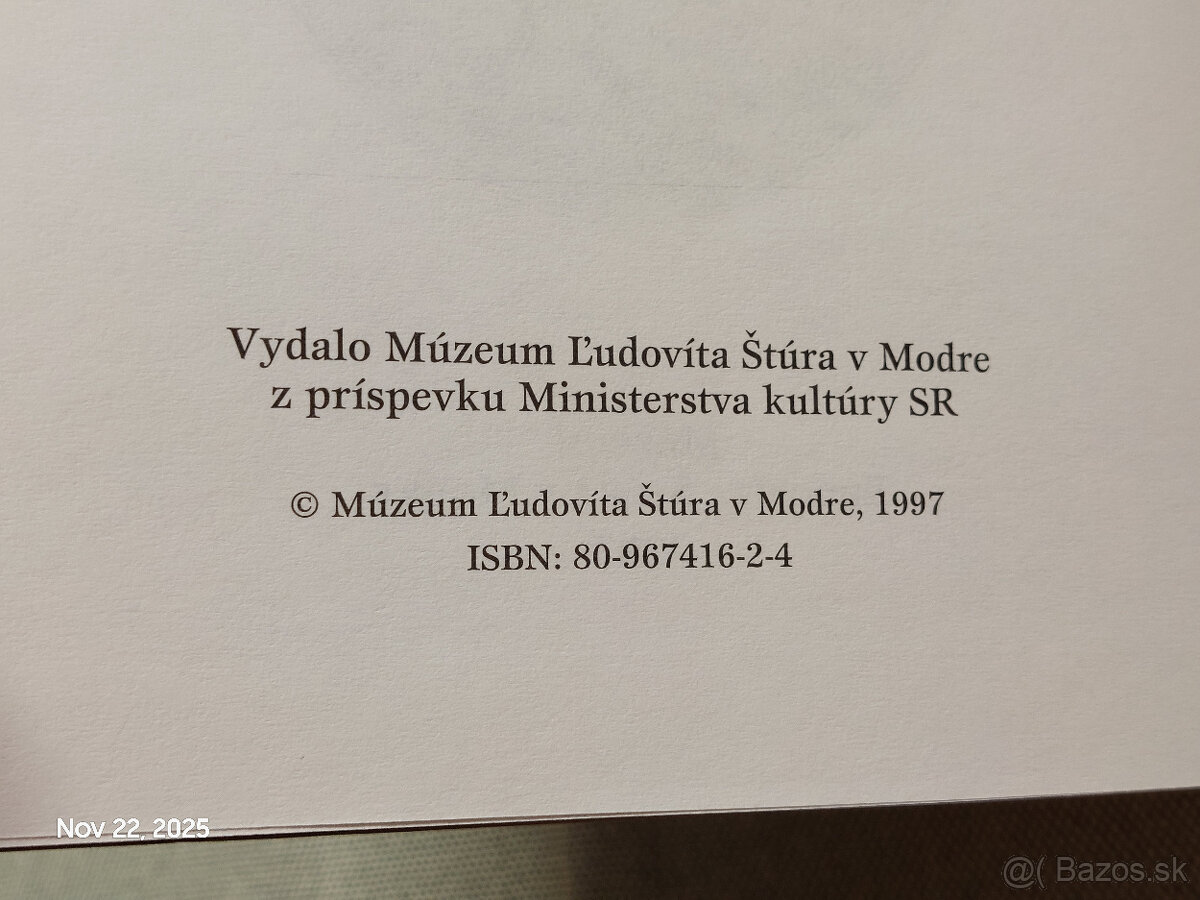 Vydalo Múzeum Ľudovíta Štúra v Modre
z príspevku Ministerstva kultúry SR
© Múzeum Ľudovíta Štúra v Modre, 1997
ISBN: 80-967416-2-4
Nov 22, 2025
@( Bazos.sk